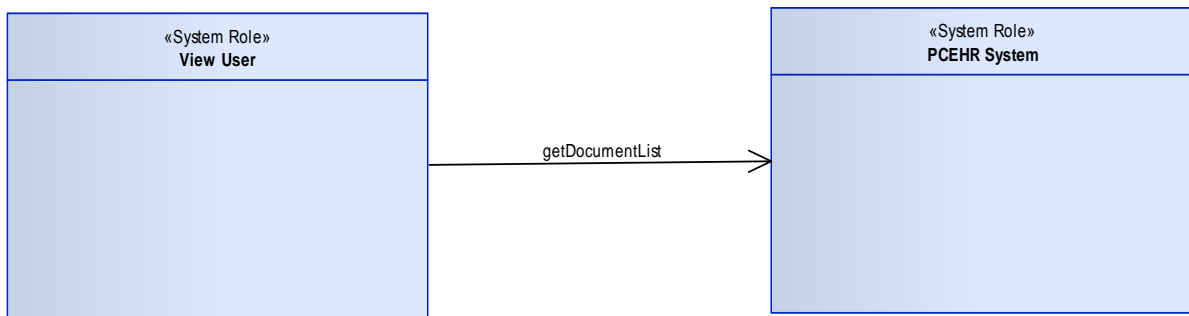 «System Role»
View User
«System Role»
PCEHR System
getDocumentList